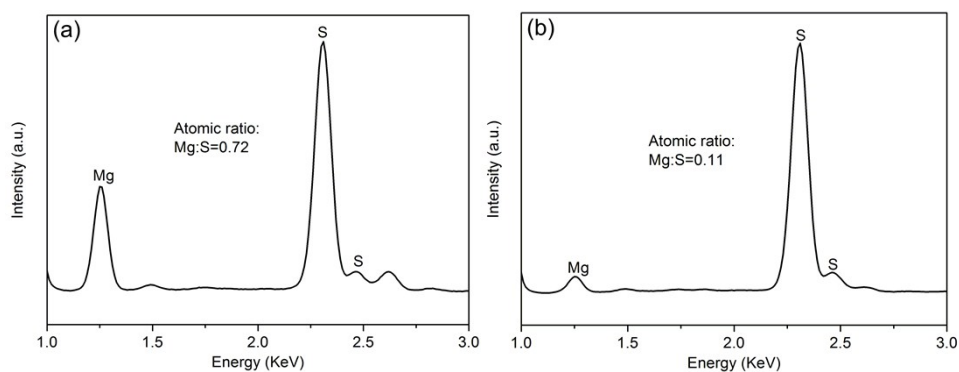 (a)
S
Atomic ratio:
Mg:S=0.72
Mg
S
Intensity (a.u.)
1.0 1.5 2.0 2.5 3.0
Energy (KeV)
(b)
S
Atomic ratio:
Mg:S=0.11
Mg
S
Intensity (a.u.)
1.0 1.5 2.0 2.5 3.0
Energy (KeV)